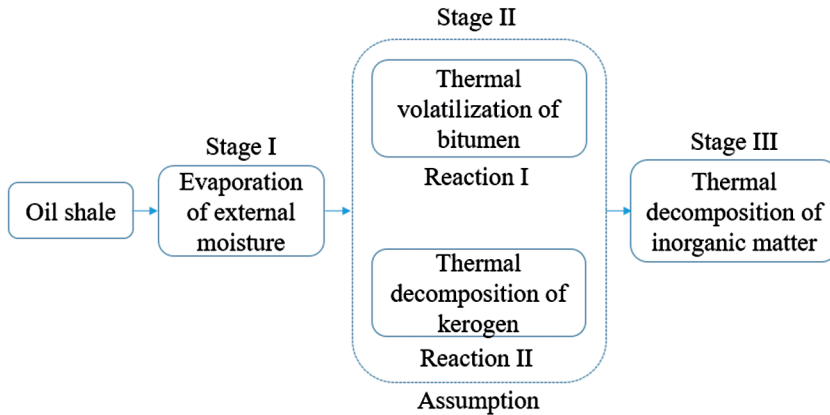 Stage II
Thermal
volatilization of
bitumen
Reaction I
Stage I
Evaporation
of external
moisture
Oil shale
Stage III
Thermal
decomposition of
inorganic matter
Thermal
decomposition of
kerogen
Reaction II
Assumption